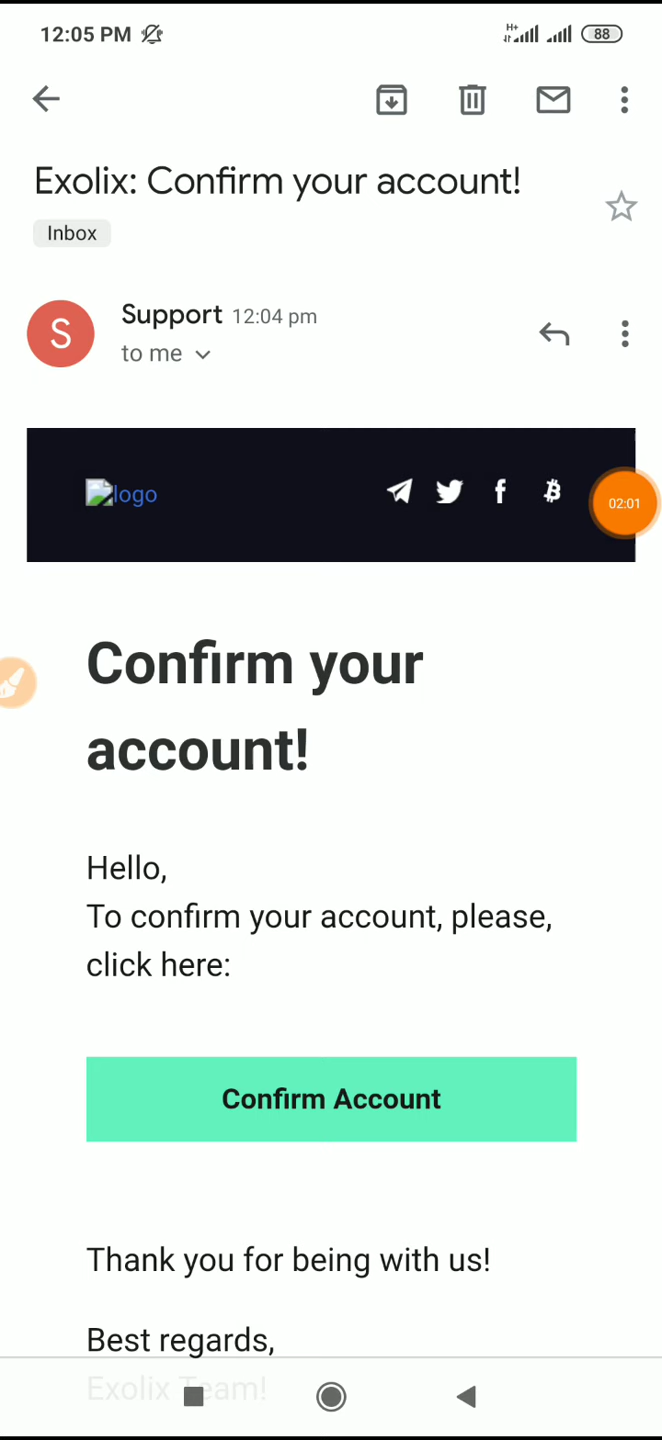 12:05 PM
H+
88
Exolix: Confirm your account!
Inbox
S
Support 12:04 pm
to me
logo
02:01
Confirm your
account!
Hello,
To confirm your account, please,
click here:
Confirm Account
Thank you for being with us!
Best regards,
Exolix Team!